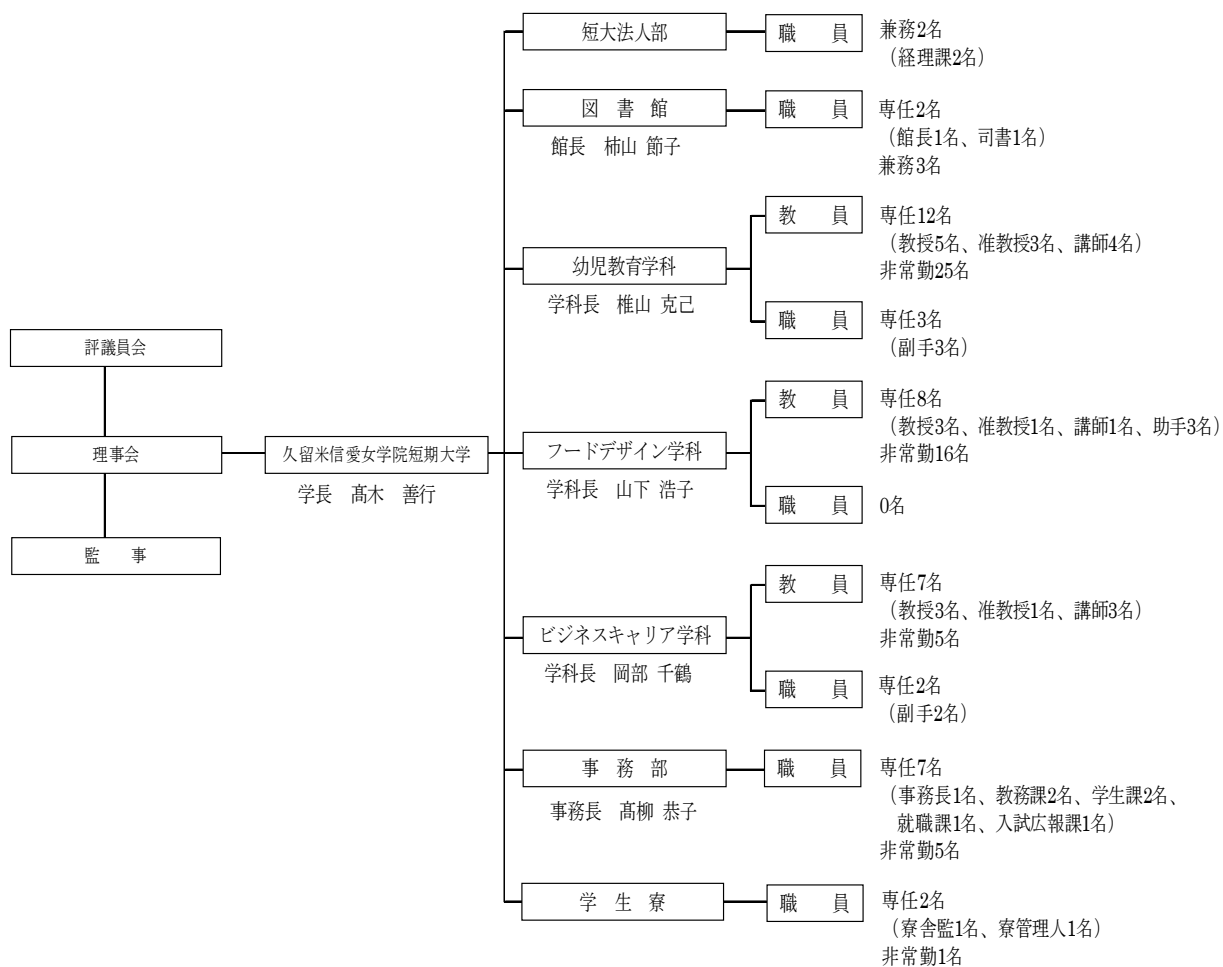 短大法人部
職　員
兼務2名
（経理課2名）
図 書 館
館長　柿山 節子
職　員
専任2名
（館長1名、司書1名）
兼務3名
幼児教育学科
学科長　椎山 克己
教　員
専任12名
（教授5名、准教授3名、講師4名）
非常勤25名
職　員
専任3名
（副手3名）
評議員会
理事会
監　事
久留米信愛女学院短期大学
学長　髙木　善行
フードデザイン学科
学科長　山下 浩子
教　員
専任8名
（教授3名、准教授1名、講師1名、助手3名）
非常勤16名
職　員
0名
ビジネスキャリア学科
学科長　岡部 千鶴
教　員
専任7名
（教授3名、准教授1名、講師3名）
非常勤5名
職　員
専任2名
（副手2名）
事 務 部
事務長　髙柳 恭子
職　員
専任7名
（事務長1名、教務課2名、学生課2名、
就職課1名、入試広報課1名）
非常勤5名
学 生 寮
職　員
専任2名
（寮舎監1名、寮管理人1名）
非常勤1名